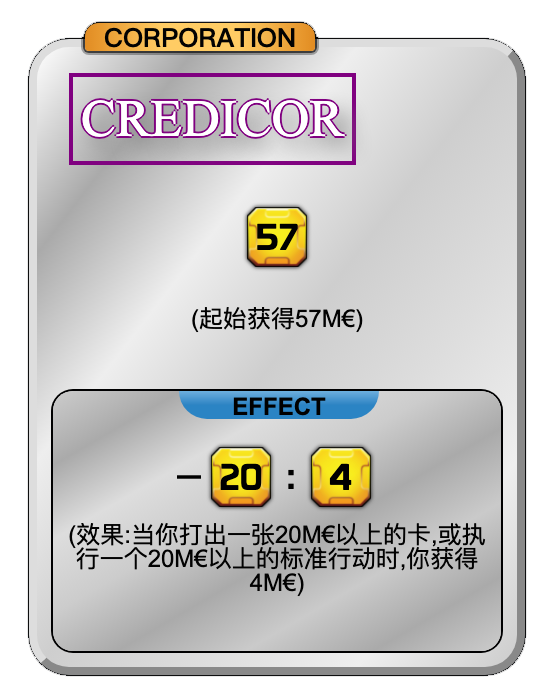 CORPORATION
CREDICOR
57
(起始获得57M€)
EFFECT
− 20 : 4
(效果:当你打出一张20M€以上的卡,或执
行一个20M€以上的标准行动时,你获得
4M€)